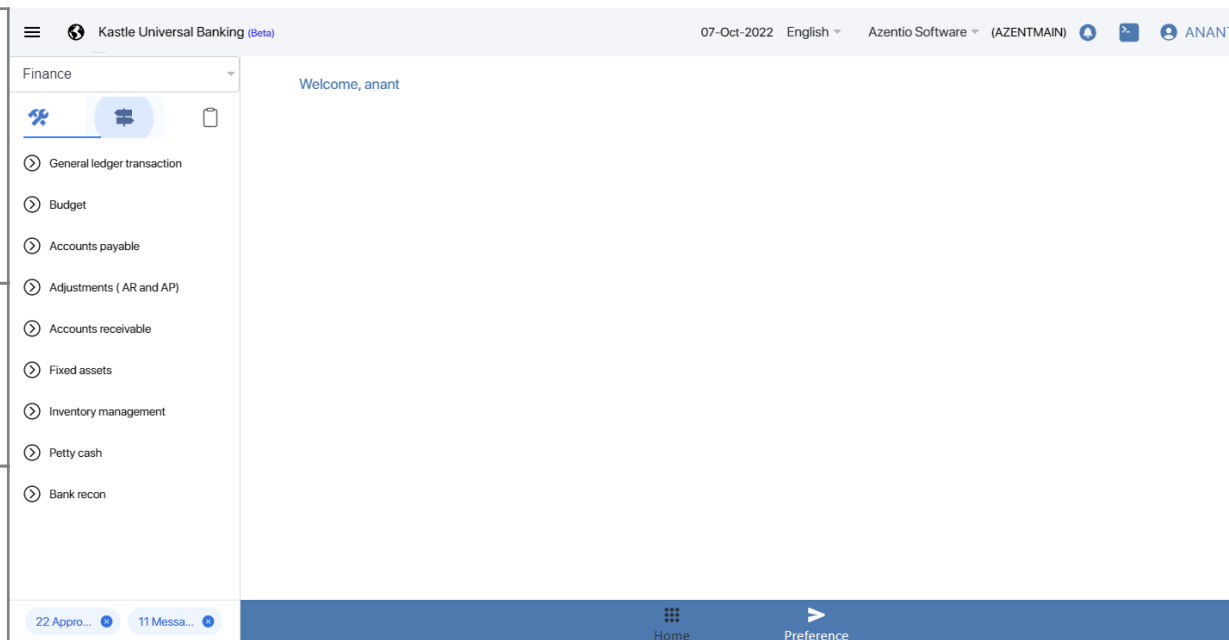 Kastle Universal Banking (Beta) 07-Oct-2022 English Azentio Software (AZENTMAIN) ANANT
Finance
Welcome, anant
General ledger transaction
Budget
Accounts payable
Adjustments ( AR and AP)
Accounts receivable
Fixed assets
Inventory management
Petty cash
Bank recon
22 Appro... 11 Messa...
Home Preference